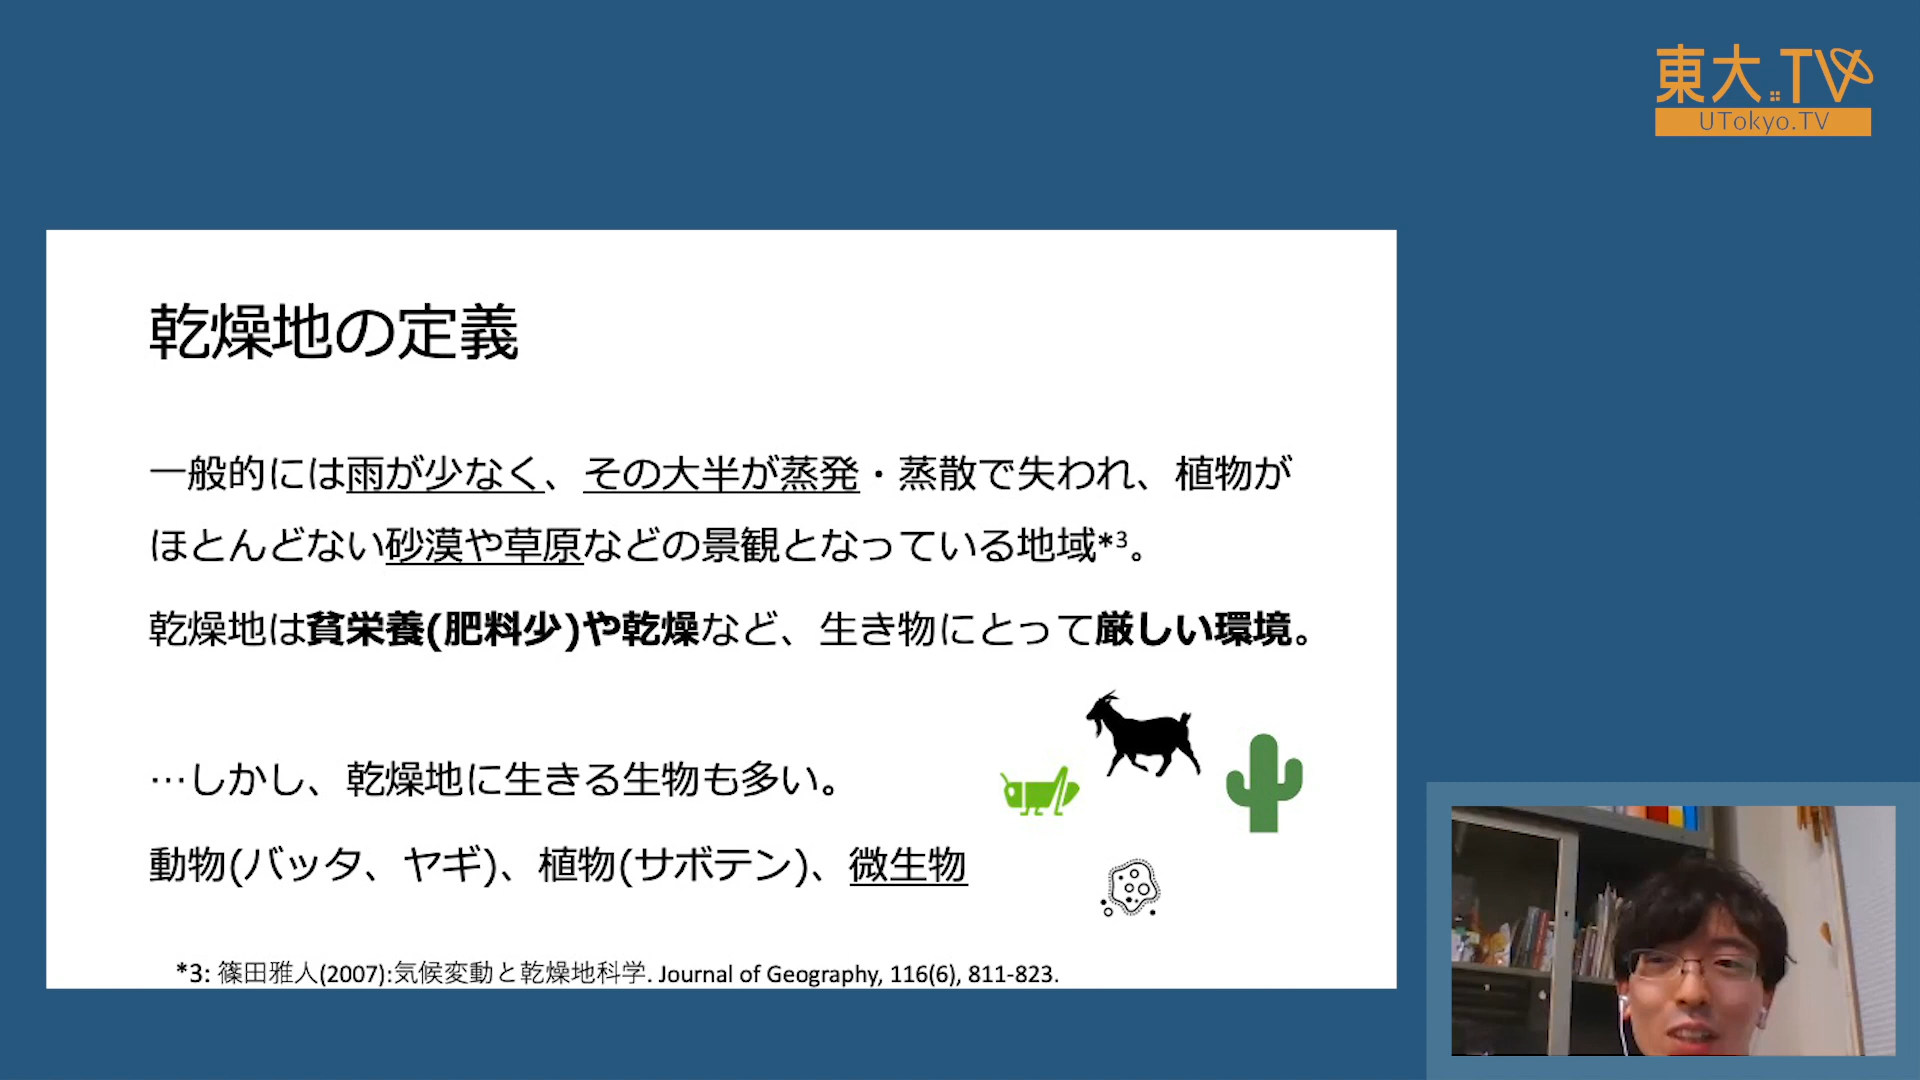 東大.TV
UTokyo.TV
乾燥地の定義
一般的には雨が少なく、その大半が蒸発・蒸散で失われ、植物が
ほとんどない砂漠や草原などの景観となっている地域*3。
乾燥地は貧栄養(肥料少)や乾燥など、生き物にとって厳しい環境。
…しかし、乾燥地に生きる生物も多い。
動物(バッタ、ヤギ)、植物(サボテン)、微生物
*3: 篠田雅人(2007):気候変動と乾燥地科学. Journal of Geography, 116(6), 811-823.